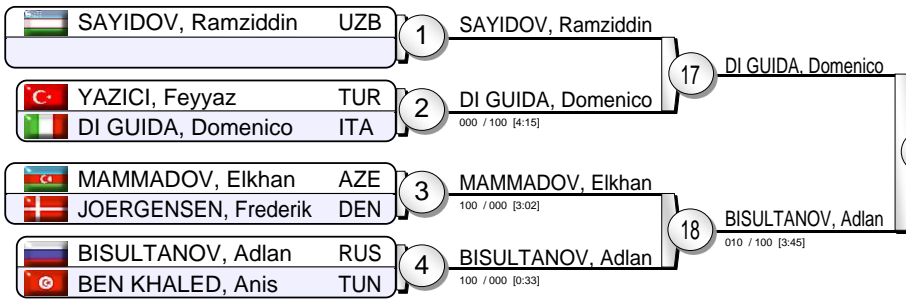 SAYIDOV, Ramziddin UZB
1
SAYIDOV, Ramziddin
17
DI GUIDA, Domenico
YAZICI, Feyyaz TUR
DI GUIDA, Domenico ITA
2
DI GUIDA, Domenico
000 / 100 [4:15]
MAMMADOV, Elkhan AZE
JOERGENSEN, Frederik DEN
3
MAMMADOV, Elkhan
100 / 000 [3:02]
18
BISULTANOV, Adlan
010 / 100 [3:45]
BISULTANOV, Adlan RUS
BEN KHALED, Anis TUN
4
BISULTANOV, Adlan
100 / 000 [0:33]